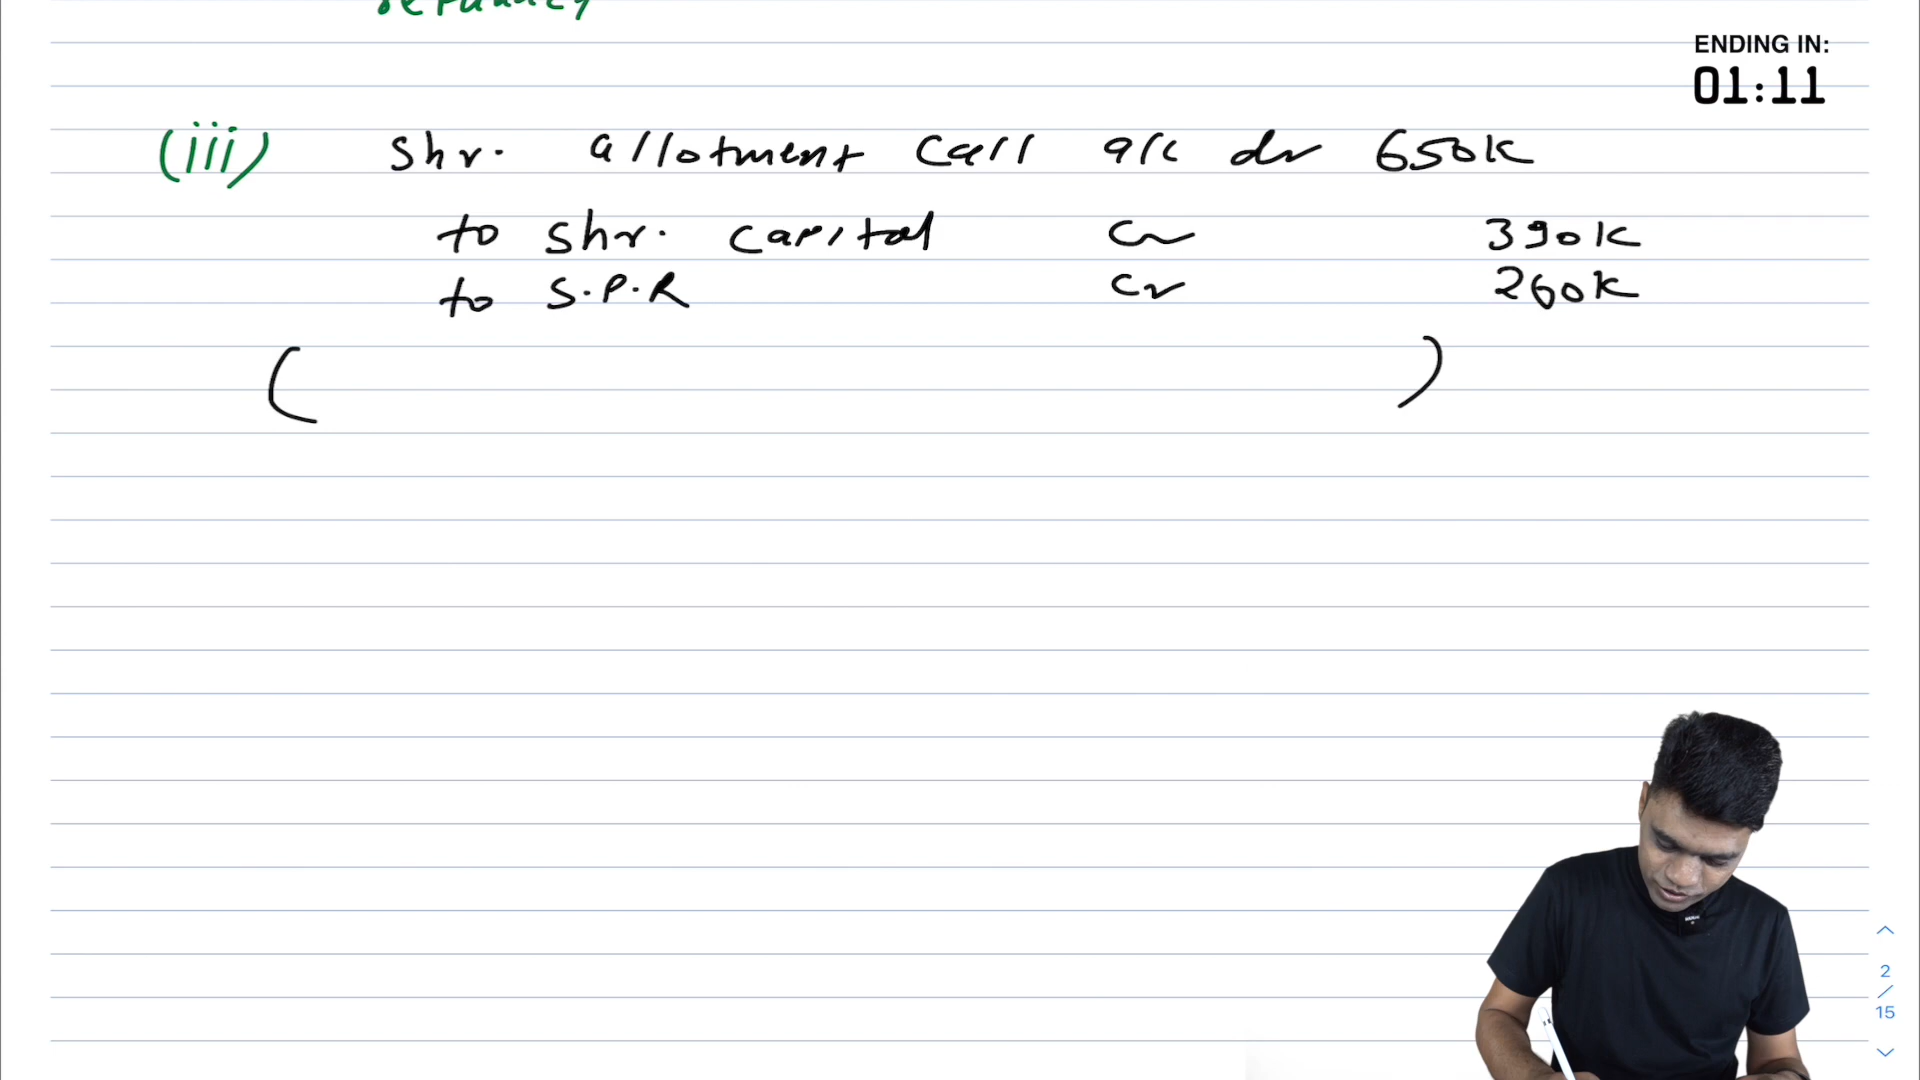 refundey
ENDING IN:
01:11
(iii) Shr. allotment call a/c dr 650K
to shr. capital cr 390K
to S.P.R cr 260K
( )
2
/
15